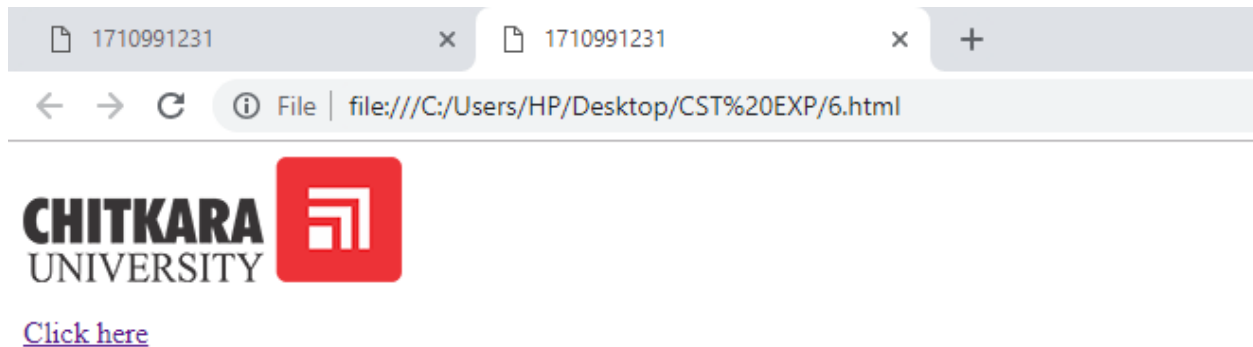 1710991231 1710991231
File file:///C:/Users/HP/Desktop/CST%20EXP/6.html
CHITKARA
UNIVERSITY
Click here